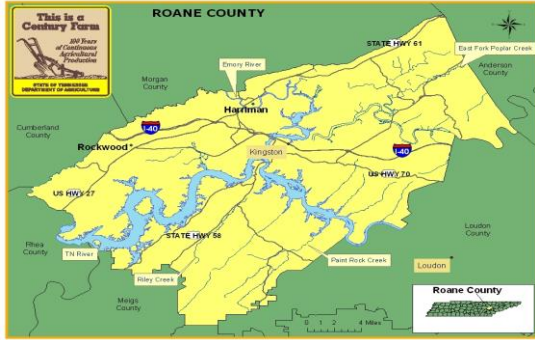 This is a
Century Farm
100 Years
of Continuous
Agricultural
Production
STATE OF TENNESSEE
DEPARTMENT OF AGRICULTURE
ROANE COUNTY
STATE HWY 61
East Fork Poplar Creek
Anderson
County
Morgan
County
Emory River
Harriman
Cumberland
County
I-40
Rockwood
Kingston
I-40
US HWY 27
US HWY 70
STATE HWY 58
Rhea
County
TN River
Riley Creek
Meigs
County
Paint Rock Creek
Loudon
County
Loudon
Roane County
0 1 2 4 Miles